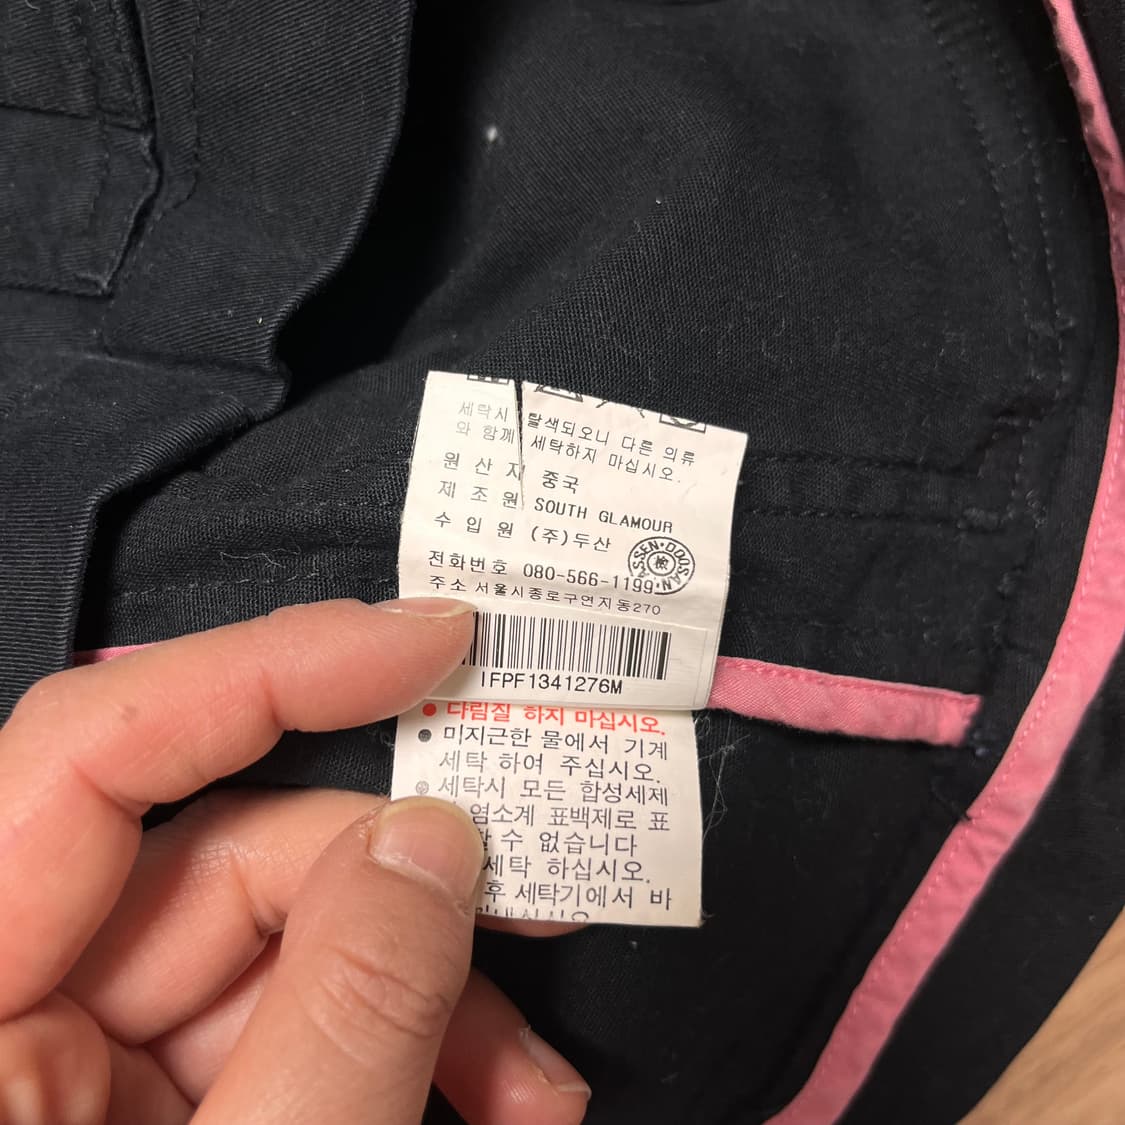 세탁시 탈색되오니 다른 의류
와 함께 세탁하지 마십시오.
원 산 지 중국
제 조 원 SOUTH GLAMOUR
수 입 원 (주)두산
전화번호 080-566-1199
DOOSAN
주소 서울시종로구연지동270
IFPF1341276M
● 다림질 하지 마십시오.
● 미지근한 물에서 기계
세탁 하여 주십시오.
세탁시 모든 합성세제
염소계 표백제로 표
할 수 없습니다
세탁 하십시오.
후 세탁기에서 바